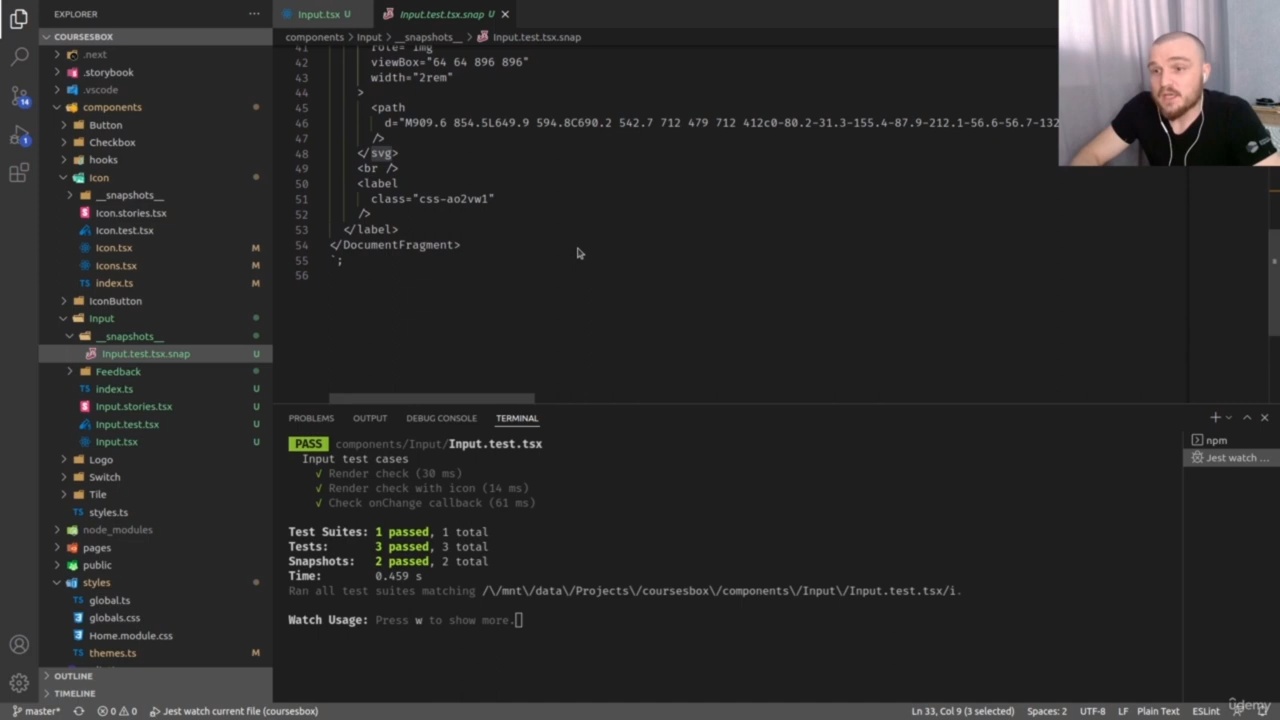 EXPLORER
COURSESBOX
.next
.storybook
.vscode
components
Button
Checkbox
hooks
Icon
__snapshots__
Icon.stories.tsx
Icon.test.tsx
Icon.tsx M
Icons.tsx M
index.ts M
IconButton
Input
__snapshots__
Input.test.tsx.snap U
Feedback
index.ts U
Input.stories.tsx U
Input.test.tsx U
Input.tsx U
Logo
Switch
Tile
styles.ts
node_modules
pages
public
styles
global.ts
globals.css
Home.module.css
themes.ts M
OUTLINE
TIMELINE
14
1
Input.tsx U
Input.test.tsx.snap U
components > Input > __snapshots__ > Input.test.tsx.snap
41 role="img
42 viewBox="64 64 896 896"
43 width="2rem"
44 >
45 <path
46 d="M909.6 854.5L649.9 594.8C690.2 542.7 712 479 712 412c0-80.2-31.3-155.4-87.9-212.1-56.6-56.7-132
47 />
48 </svg>
49 <br />
50 <label
51 class="css-ao2vw1"
52 />
53 </label>
54 </DocumentFragment>
55 `;
56
PROBLEMS OUTPUT DEBUG CONSOLE TERMINAL
PASS components/Input/Input.test.tsx
Input test cases
√ Render check (30 ms)
√ Render check with icon (14 ms)
√ Check onChange callback (61 ms)
Test Suites: 1 passed, 1 total
Tests: 3 passed, 3 total
Snapshots: 2 passed, 2 total
Time: 0.459 s
Ran all test suites matching /\/mnt\/data\/Projects\/coursesbox\/components\/Input\/Input.test.tsx/i.
Watch Usage: Press w to show more.
npm
Jest watch ...
master* 0 0 Jest watch current file (coursesbox)
Ln 33, Col 9 (3 selected) Spaces: 2 UTF-8 LF Plain Text ESLint
udemy